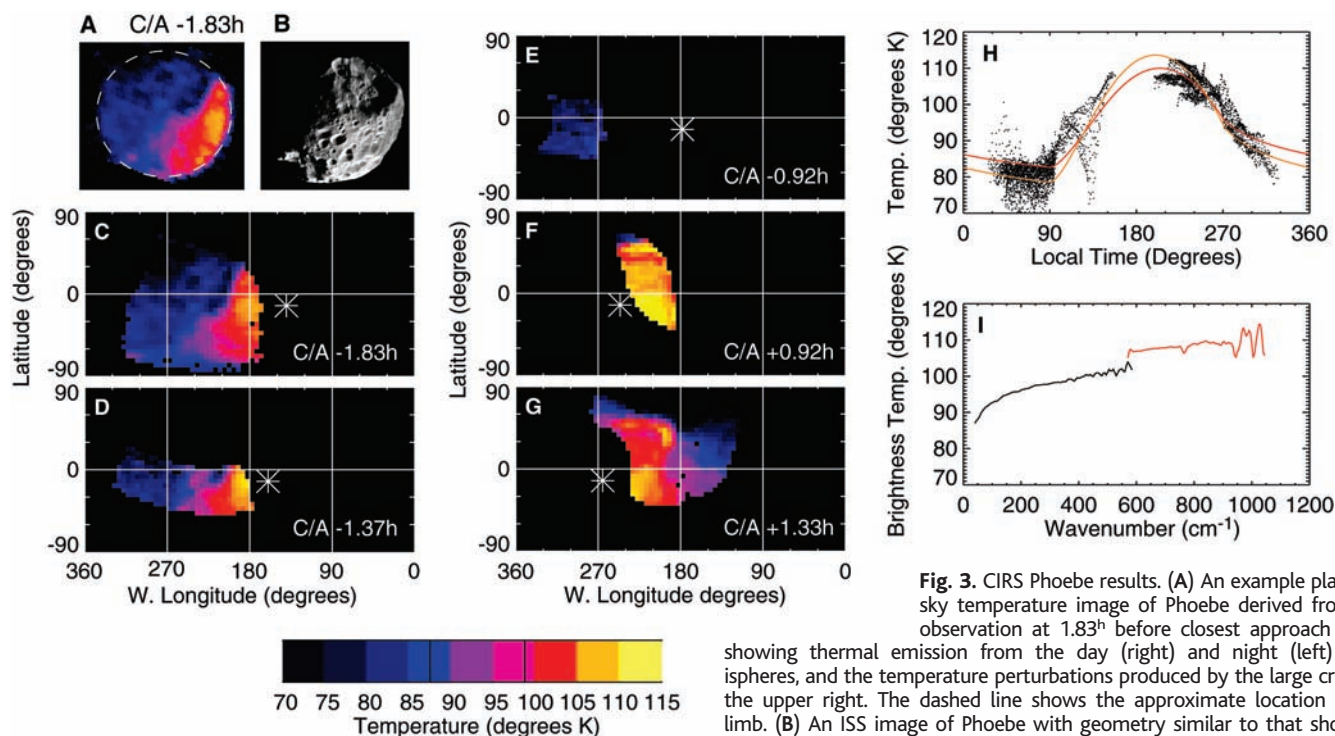 A
C/A -1.83h
B
C
C/A -1.83h
D
C/A -1.37h
90
0
-90
90
0
-90
Latitude (degrees)
360
270
180
90
0
W. Longitude (degrees)
E
C/A -0.92h
F
C/A +0.92h
G
C/A +1.33h
90
0
-90
90
0
-90
90
0
-90
Latitude (degrees)
360
270
180
90
0
W. Longitude degrees)
70 75 80 85 90 95 100 105 110 115
Temperature (degrees K)
H
120
110
100
90
80
70
Temp. (degrees K)
0 90 180 270 360
Local Time (Degrees)
I
120
110
100
90
80
70
Brightness Temp. (degrees K)
0 200 400 600 800 1000 1200
Wavenumber (cm-1)
Fig. 3. CIRS Phoebe results. (A) An example pla
sky temperature image of Phoebe derived fro
observation at 1.83h before closest approach
showing thermal emission from the day (right) and night (left)
ispheres, and the temperature perturbations produced by the large cr
the upper right. The dashed line shows the approximate location
limb. (B) An ISS image of Phoebe with geometry similar to that sho